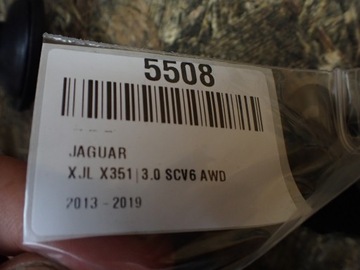 5508
JAGUAR
XJL X351|3.0 SCV6 AWD
2013 - 2019